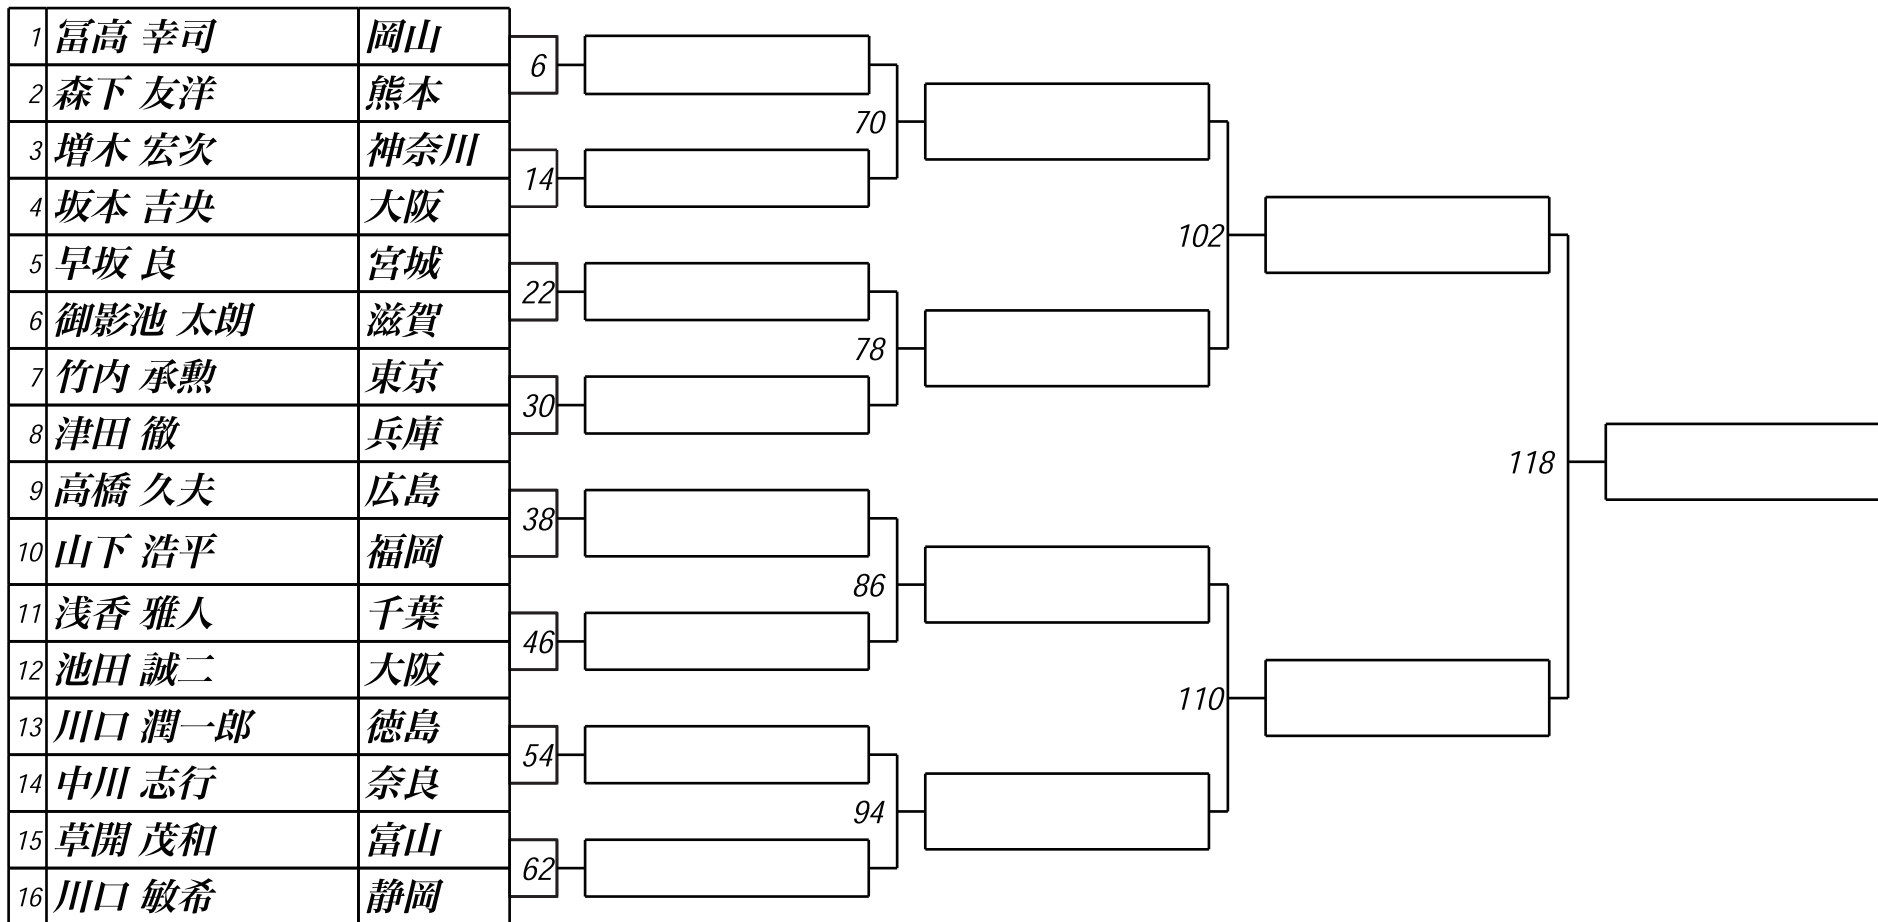 1 冨高 幸司 岡山
2 森下 友洋 熊本
6
3 増木 宏次 神奈川
4 坂本 吉央 大阪
14
70
5 早坂 良 宮城
6 御影池 太朗 滋賀
22
102
7 竹内 承勲 東京
8 津田 徹 兵庫
30
78
9 高橋 久夫 広島
10 山下 浩平 福岡
38
118
11 浅香 雅人 千葉
12 池田 誠二 大阪
46
86
13 川口 潤一郎 徳島
14 中川 志行 奈良
54
110
15 草開 茂和 富山
16 川口 敏希 静岡
62
94